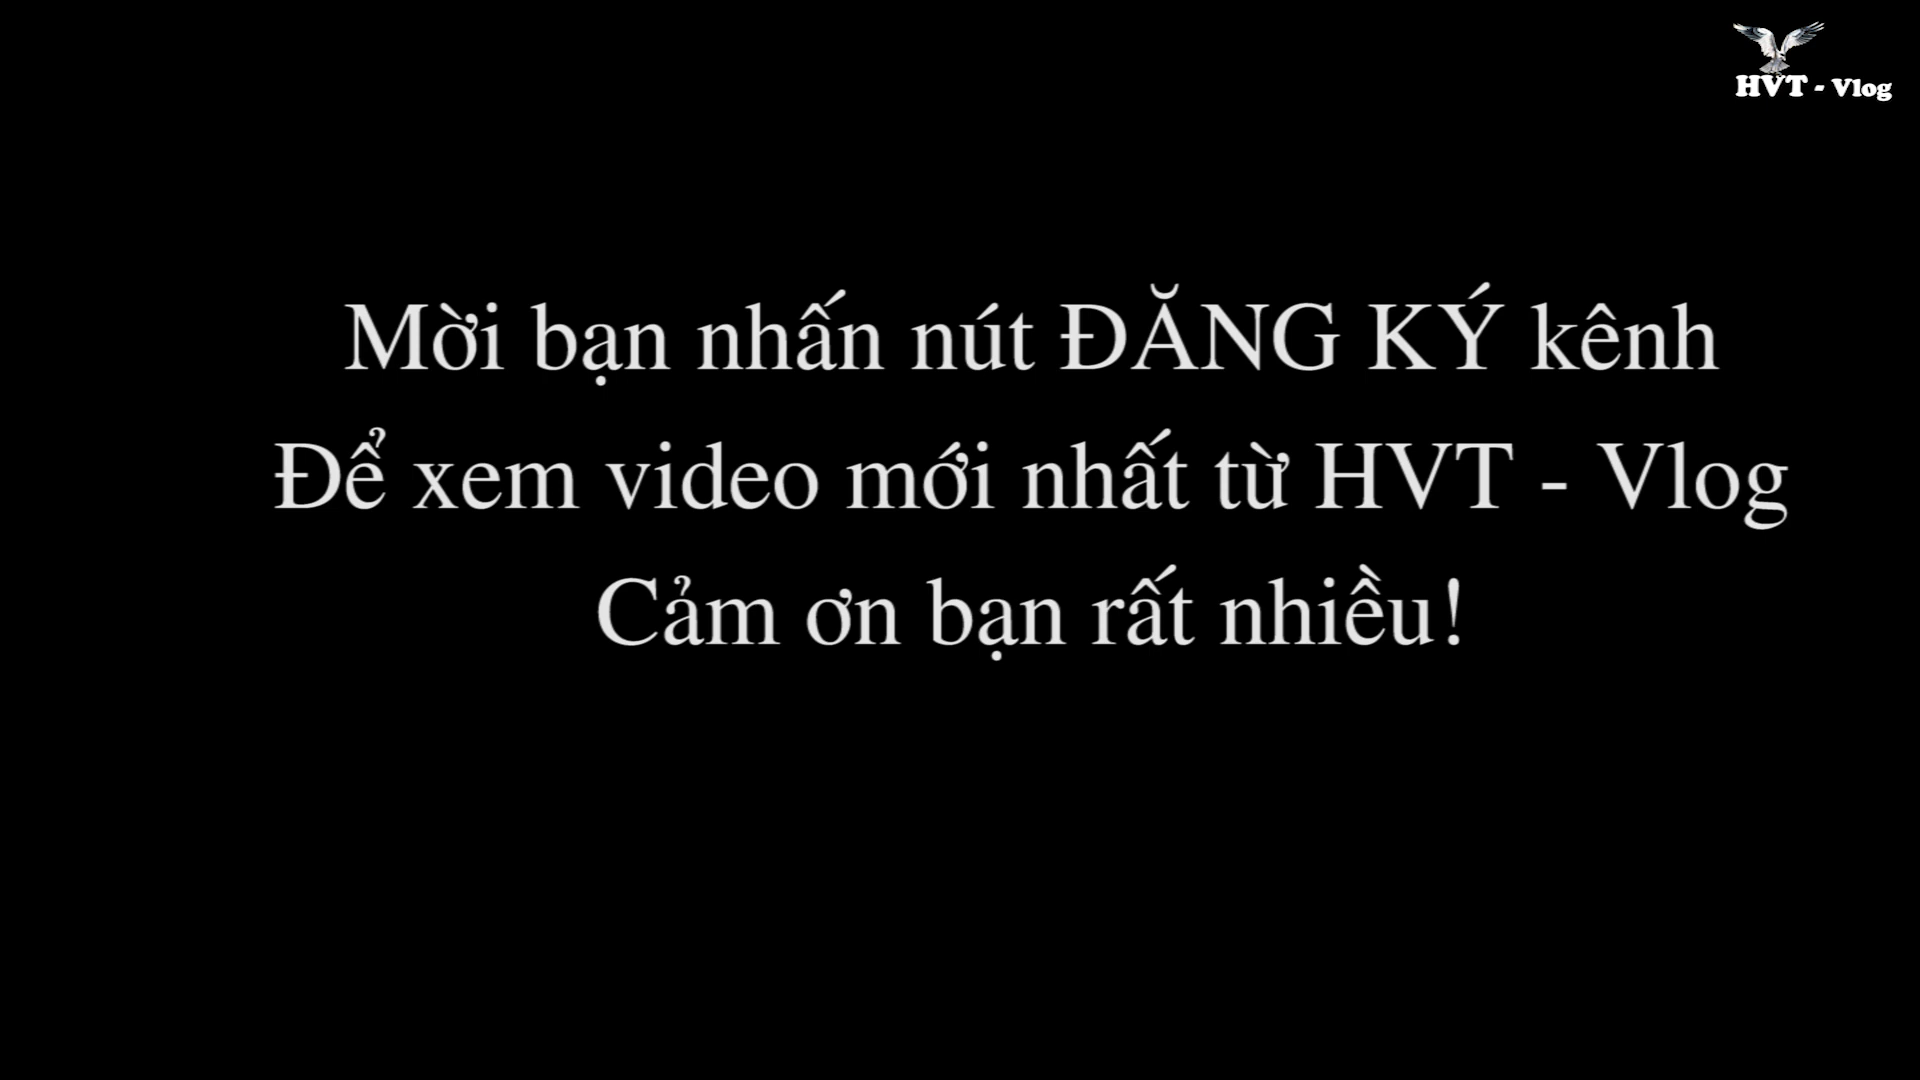 HVT - Vlog
Mời bạn nhấn nút ĐĂNG KÝ kênh
Để xem video mới nhất từ HVT - Vlog
Cảm ơn bạn rất nhiều!